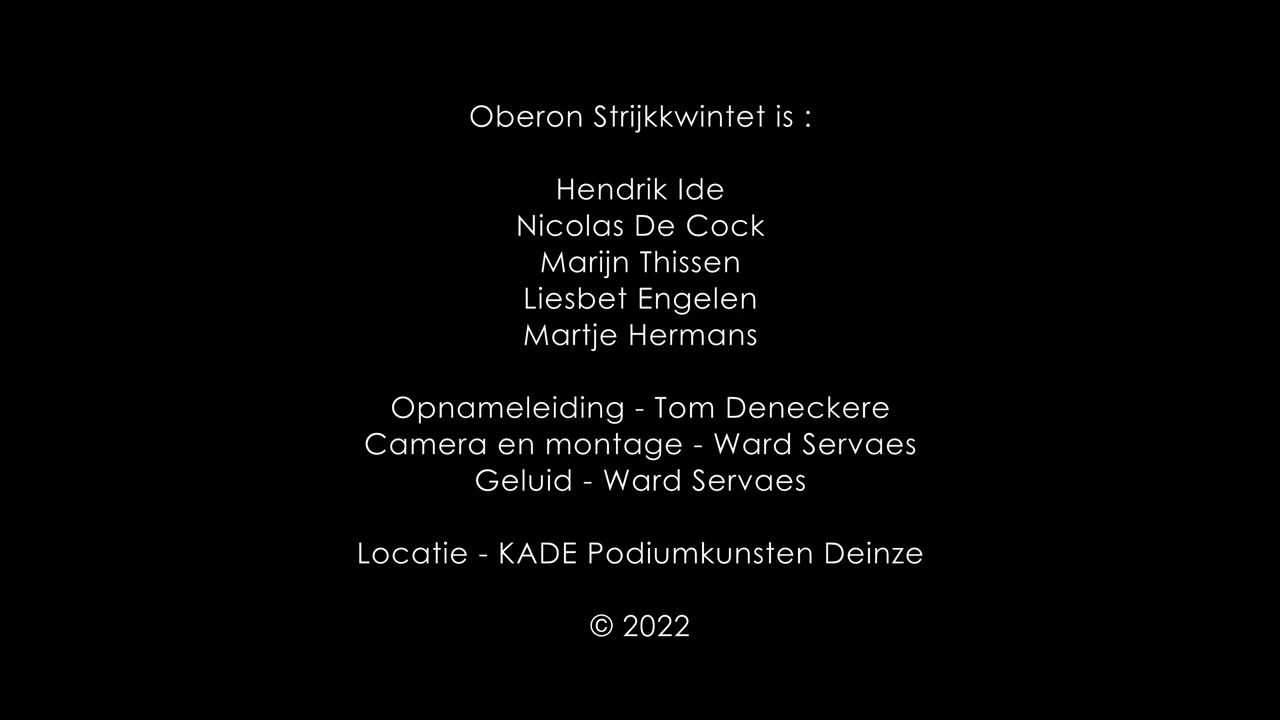 Oberon Strijkkwintet is :
Hendrik Ide
Nicolas De Cock
Marijn Thissen
Liesbet Engelen
Martje Hermans
Opnameleiding - Tom Deneckere
Camera en montage - Ward Servaes
Geluid - Ward Servaes
Locatie - KADE Podiumkunsten Deinze
© 2022